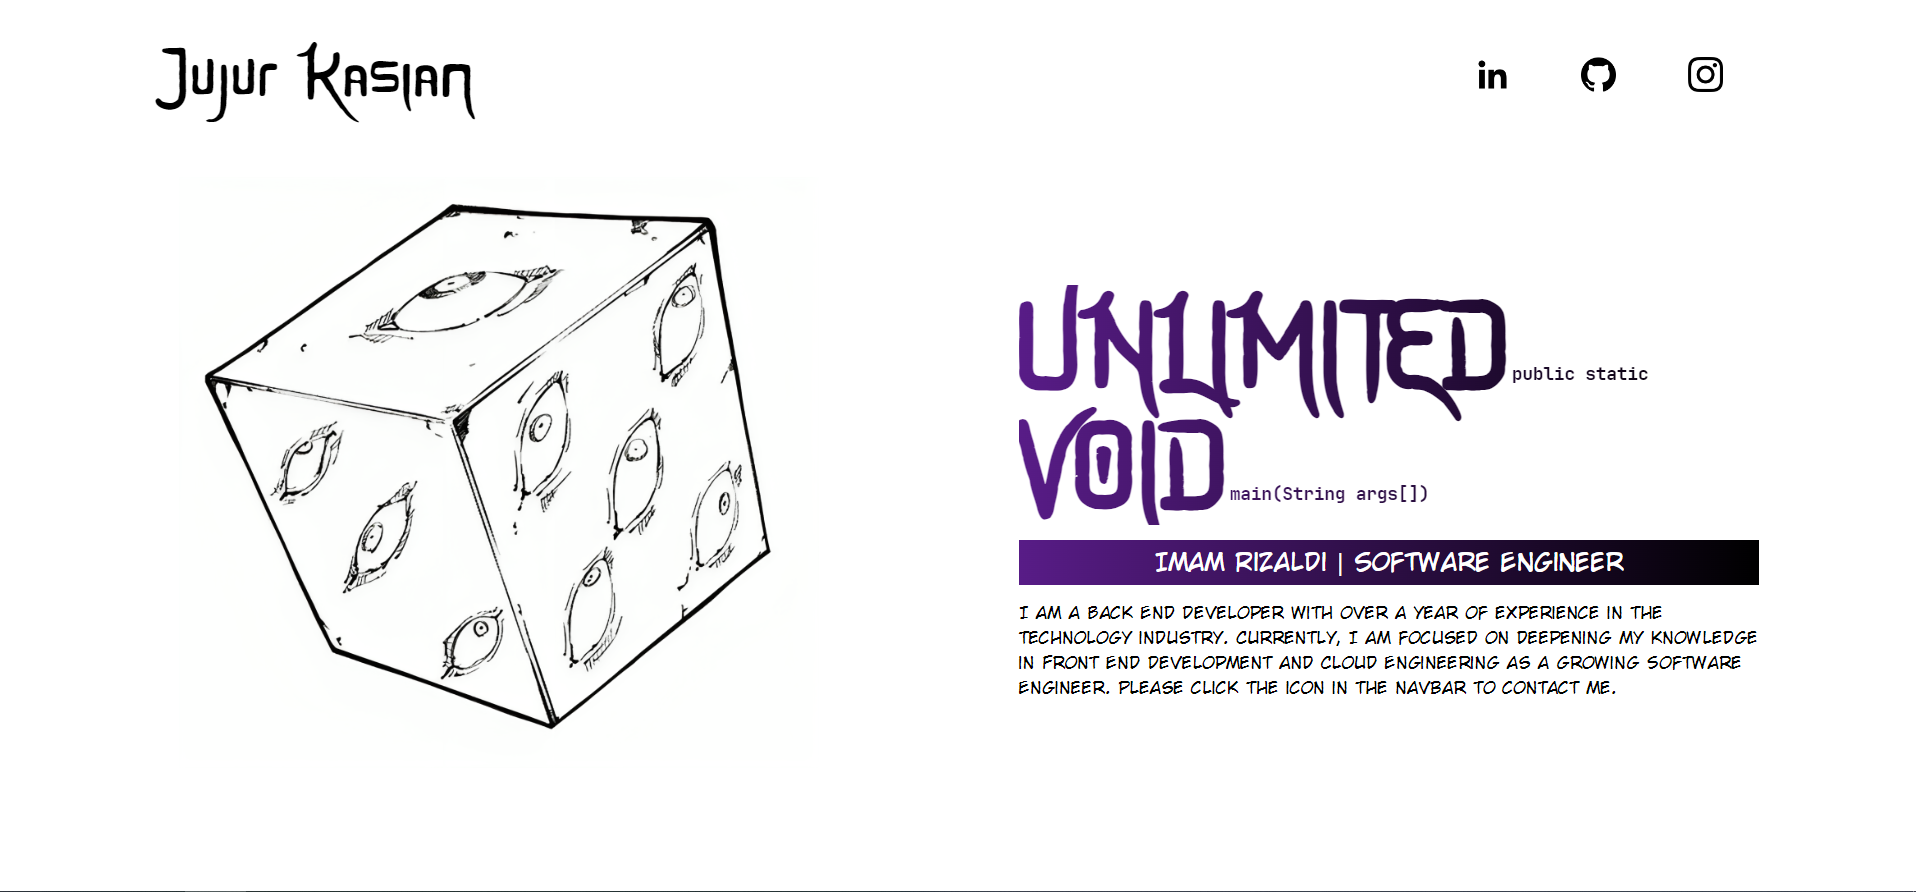 Jujur Kasian
in
UNLIMITED public static
VOID main(String args[])
IMAM RIZALDI | SOFTWARE ENGINEER
I AM A BACK END DEVELOPER WITH OVER A YEAR OF EXPERIENCE IN THE
TECHNOLOGY INDUSTRY. CURRENTLY, I AM FOCUSED ON DEEPENING MY KNOWLEDGE
IN FRONT END DEVELOPMENT AND CLOUD ENGINEERING AS A GROWING SOFTWARE
ENGINEER. PLEASE CLICK THE ICON IN THE NAVBAR TO CONTACT ME.